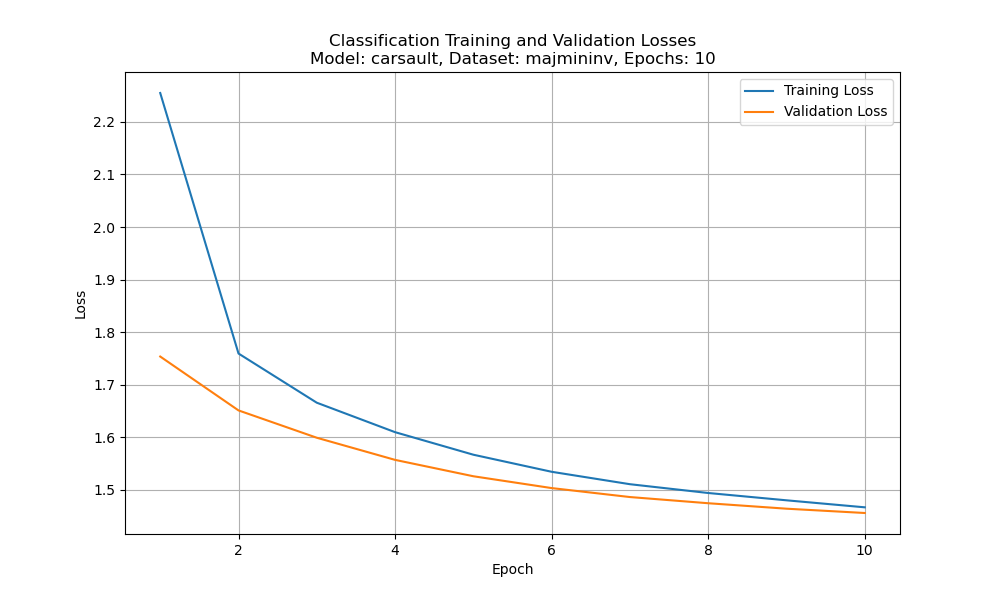 Classification Training and Validation Losses
Model: carsault, Dataset: majmininv, Epochs: 10
Training Loss
Validation Loss
2.2
2.1
2.0
1.9
1.8
1.7
1.6
1.5
Loss
2 4 6 8 10
Epoch